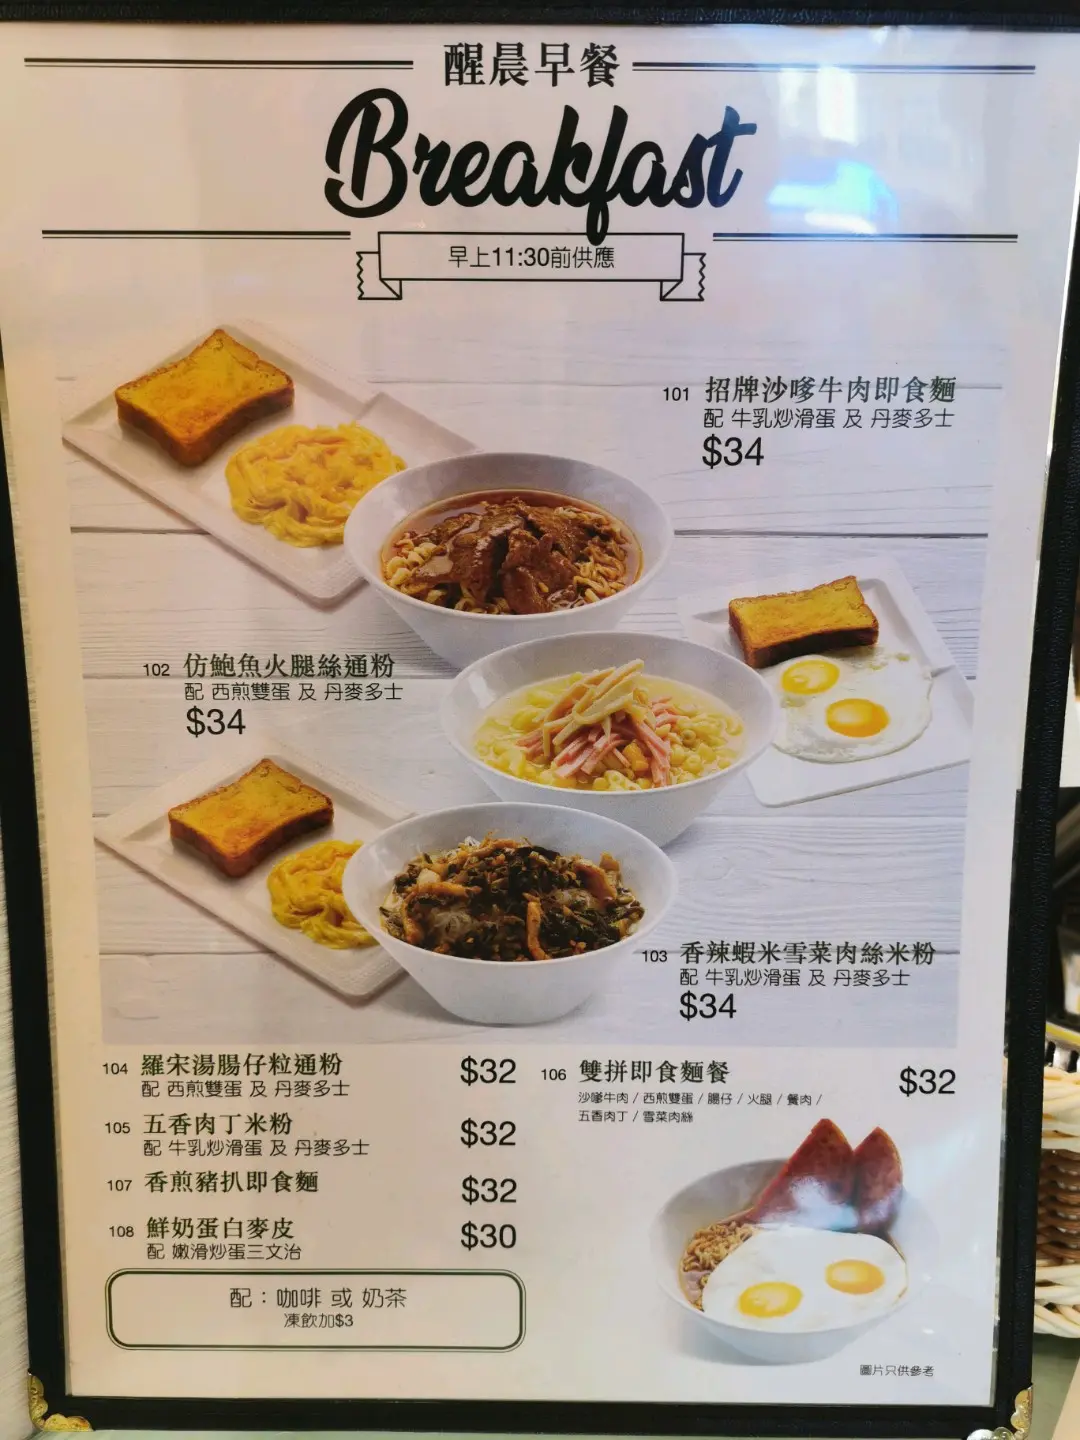 醒晨早餐
Breakfast
早上11:30前供應
101 招牌沙嗲牛肉即食麵
配 牛乳炒滑蛋 及 丹麥多士
$34
102 仿鮑魚火腿絲通粉
配 西煎雙蛋 及 丹麥多士
$34
103 香辣蝦米雪菜肉絲米粉
配 牛乳炒滑蛋 及 丹麥多士
$34
104 羅宋湯腸仔粒通粉 $32
配 西煎雙蛋 及 丹麥多士
105 五香肉丁米粉 $32
配 牛乳炒滑蛋 及 丹麥多士
107 香煎豬扒即食麵 $32
108 鮮奶蛋白麥皮 $30
配 嫩滑炒蛋三文治
106 雙拼即食麵餐 $32
沙嗲牛肉 / 西煎雙蛋 / 腸仔 / 火腿 / 餐肉 /
五香肉丁 / 雪菜肉絲
配：咖啡 或 奶茶
凍飲加$3
圖片只供參考